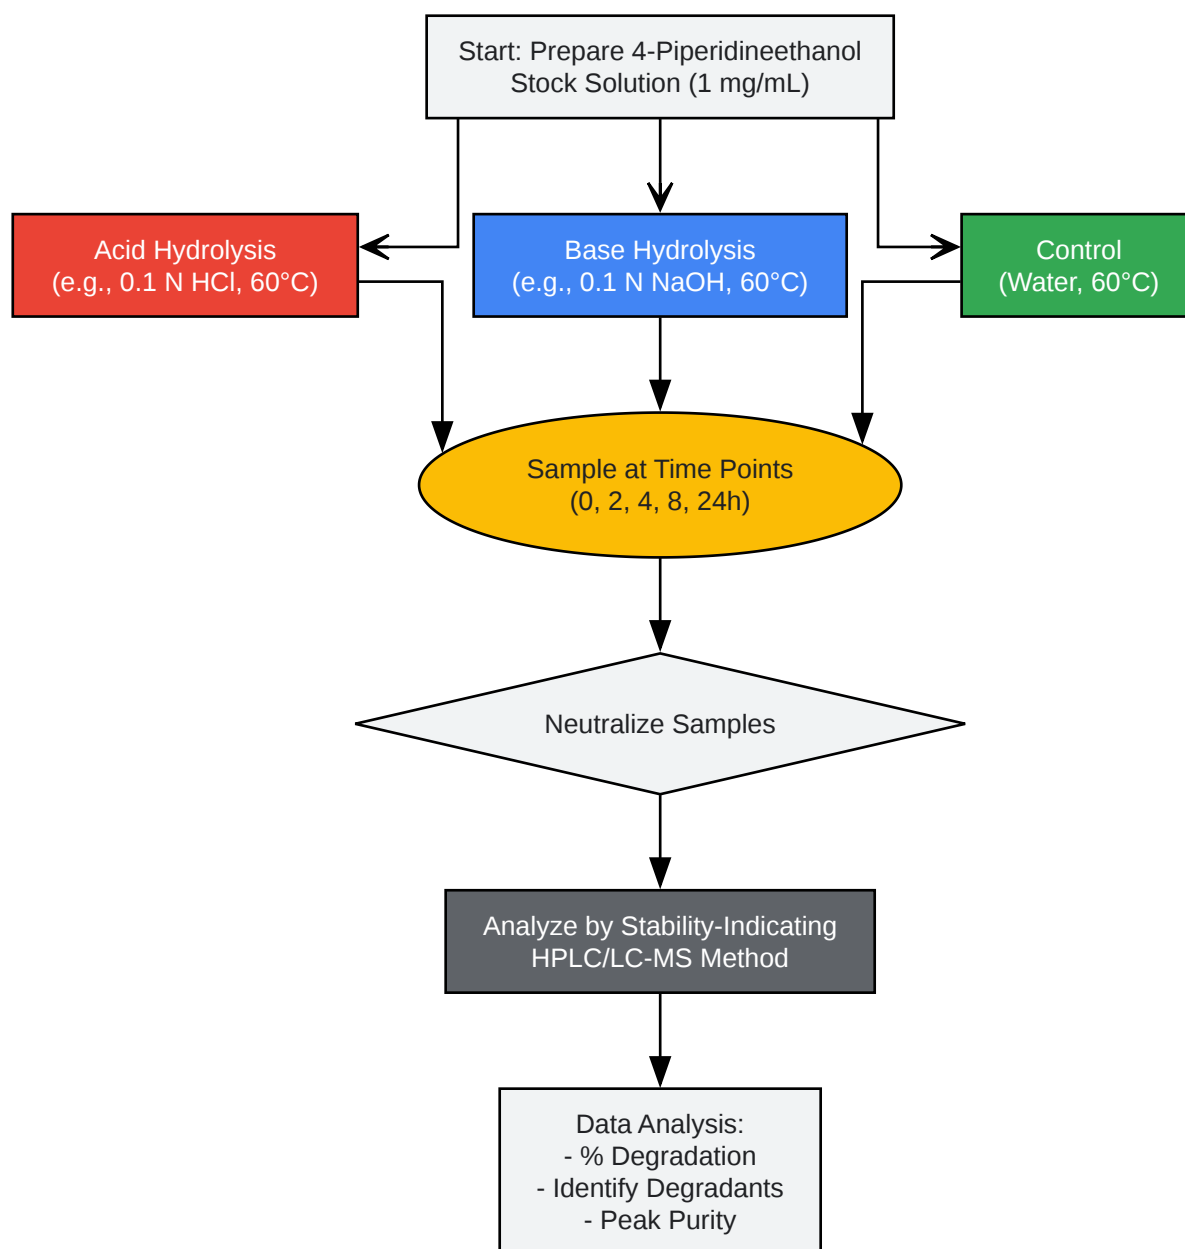 Start: Prepare 4-Piperidineethanol
Stock Solution (1 mg/mL)
Acid Hydrolysis
(e.g., 0.1 N HCl, 60°C)
Base Hydrolysis
(e.g., 0.1 N NaOH, 60°C)
Control
(Water, 60°C)
Sample at Time Points
(0, 2, 4, 8, 24h)
Neutralize Samples
Analyze by Stability-Indicating
HPLC/LC-MS Method
Data Analysis:
- % Degradation
- Identify Degradants
- Peak Purity